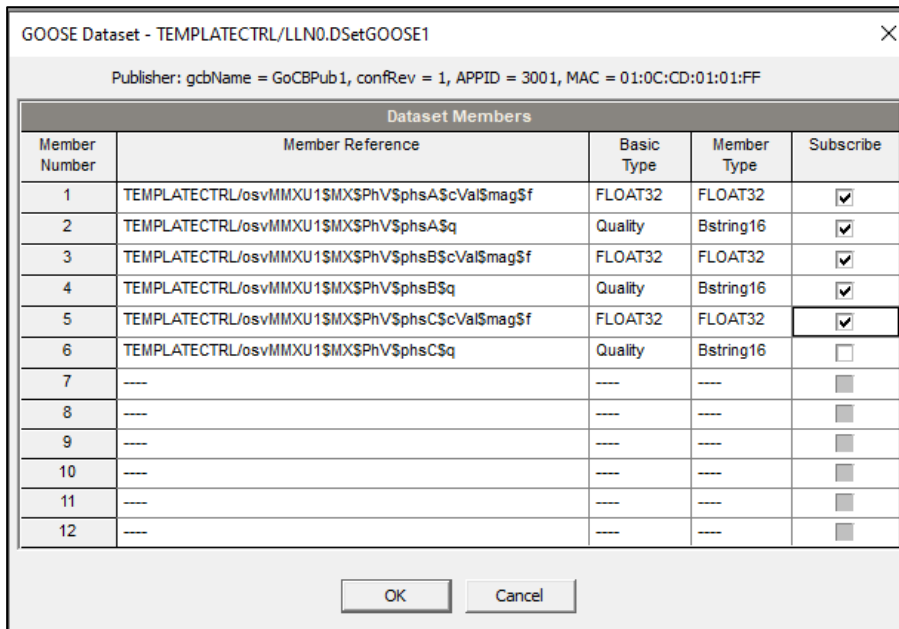 GOOSE Dataset - TEMPLATECTRL/LLN0.DSetGOOSE1
Publisher: gcbName = GoCBPub1, confRev = 1, APPID = 3001, MAC = 01:0C:CD:01:01:FF
Dataset Members
Member Number Member Reference Basic Type Member Type Subscribe
1 TEMPLATECTRL/osvMMXU1$MX$PhV$phsA$cVal$mag$f FLOAT32 FLOAT32
2 TEMPLATECTRL/osvMMXU1$MX$PhV$phsA$q Quality Bstring16
3 TEMPLATECTRL/osvMMXU1$MX$PhV$phsB$cVal$mag$f FLOAT32 FLOAT32
4 TEMPLATECTRL/osvMMXU1$MX$PhV$phsB$q Quality Bstring16
5 TEMPLATECTRL/osvMMXU1$MX$PhV$phsC$cVal$mag$f FLOAT32 FLOAT32
6 TEMPLATECTRL/osvMMXU1$MX$PhV$phsC$q Quality Bstring16
7 ---- ---- ----
8 ---- ---- ----
9 ---- ---- ----
10 ---- ---- ----
11 ---- ---- ----
12 ---- ---- ----
OK Cancel